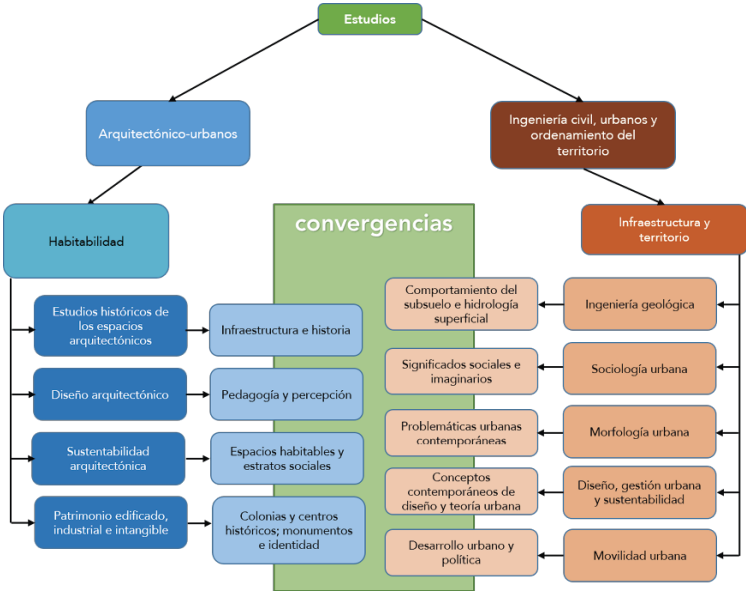 Estudios
Arquitectónico-urbanos
Ingeniería civil, urbanos y
ordenamiento del
territorio
Habitabilidad
convergencias
Infraestructura y
territorio
Estudios históricos de
los espacios
arquitectónicos
Infraestructura e historia
Comportamiento del
subsuelo e hidrología
superficial
Ingeniería geológica
Diseño arquitectónico
Pedagogía y percepción
Significados sociales e
imaginarios
Sociología urbana
Sustentabilidad
arquitectónica
Espacios habitables y
estratos sociales
Problemáticas urbanas
contemporáneas
Morfología urbana
Patrimonio edificado,
industrial e intangible
Colonias y centros
históricos; monumentos
e identidad
Conceptos
contemporáneos de
diseño y teoría urbana
Diseño, gestión urbana
y sustentabilidad
Desarrollo urbano y
política
Movilidad urbana